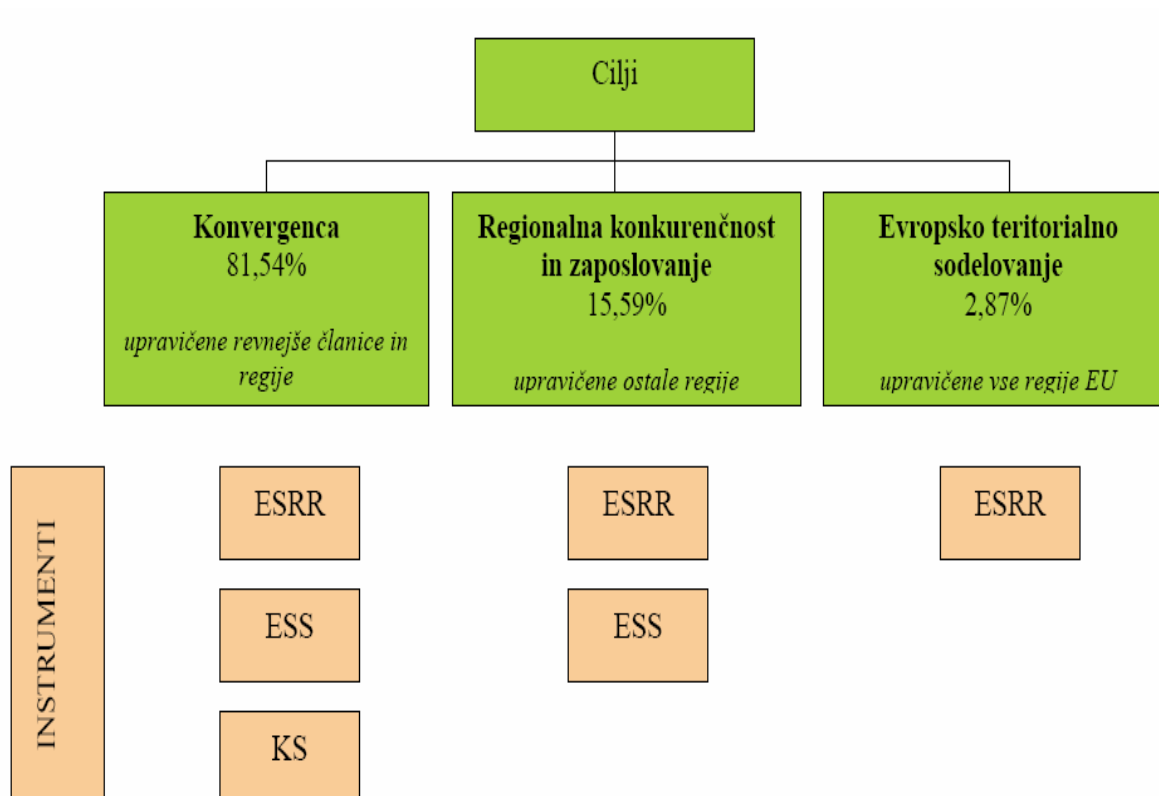 Cilji
Konvergenca
81,54%
upravičene revnejše članice in
regije
Regionalna konkurenčnost
in zaposlovanje
15,59%
upravičene ostale regije
Evropsko teritorialno
sodelovanje
2,87%
upravičene vse regije EU
INSTRUMENTI
ESRR
ESRR
ESRR
ESS
ESS
KS